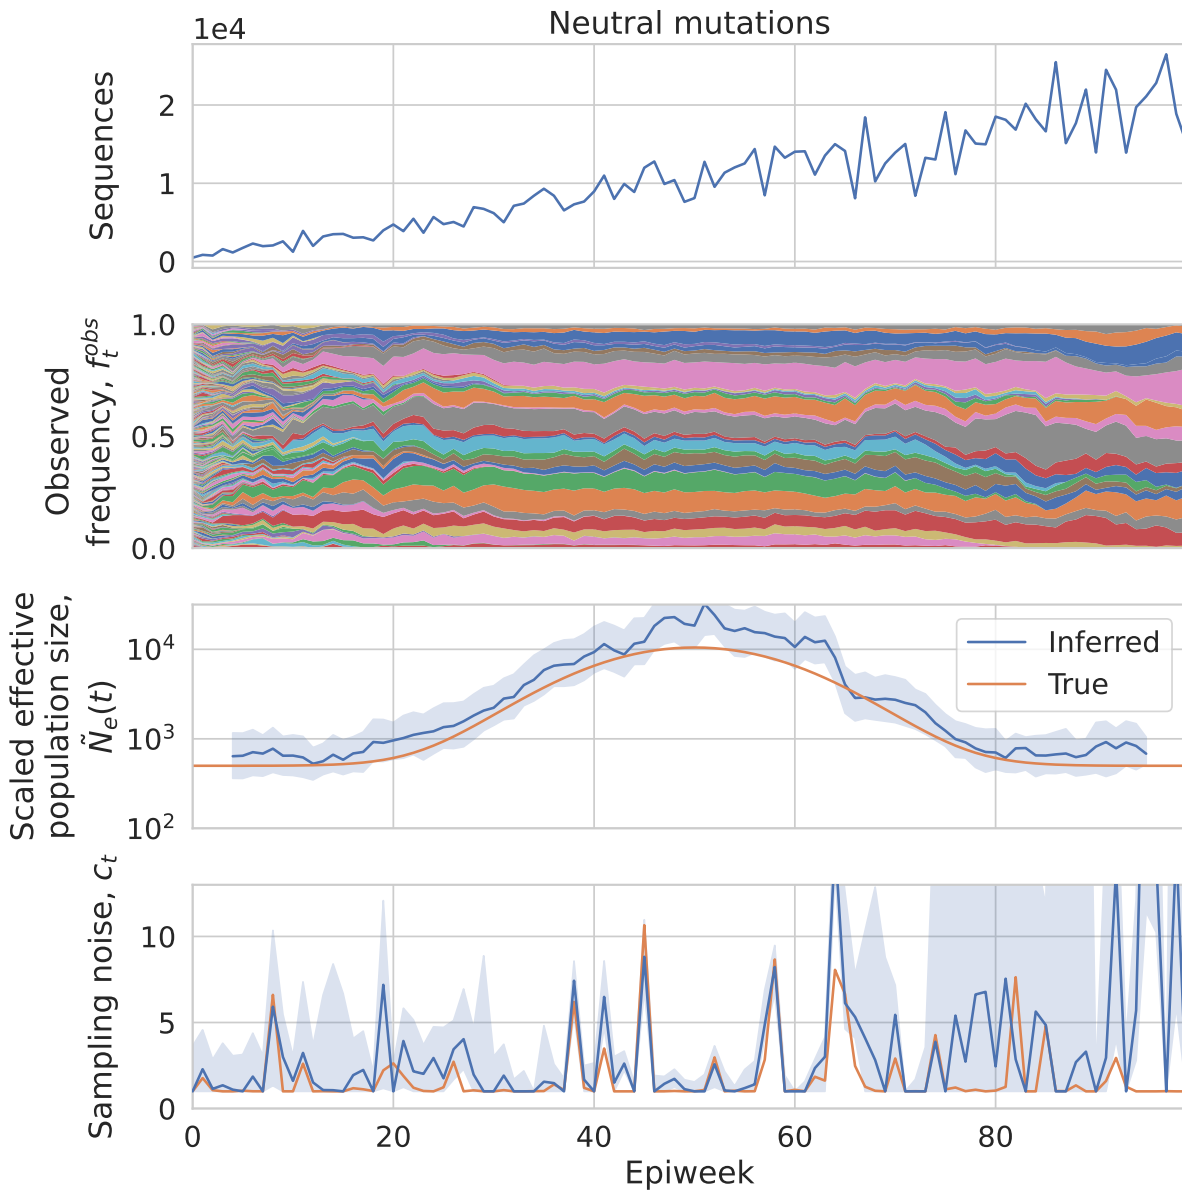 Neutral mutations
1e4
Sequences
2
1
0
Observed
frequency, f_t^{obs}
1.0
0.5
0.0
Scaled effective
population size,
Ñ_e(t)
10^4
10^3
10^2
Inferred
True
Sampling noise, c_t
10
5
0
0 20 40 60 80
Epiweek